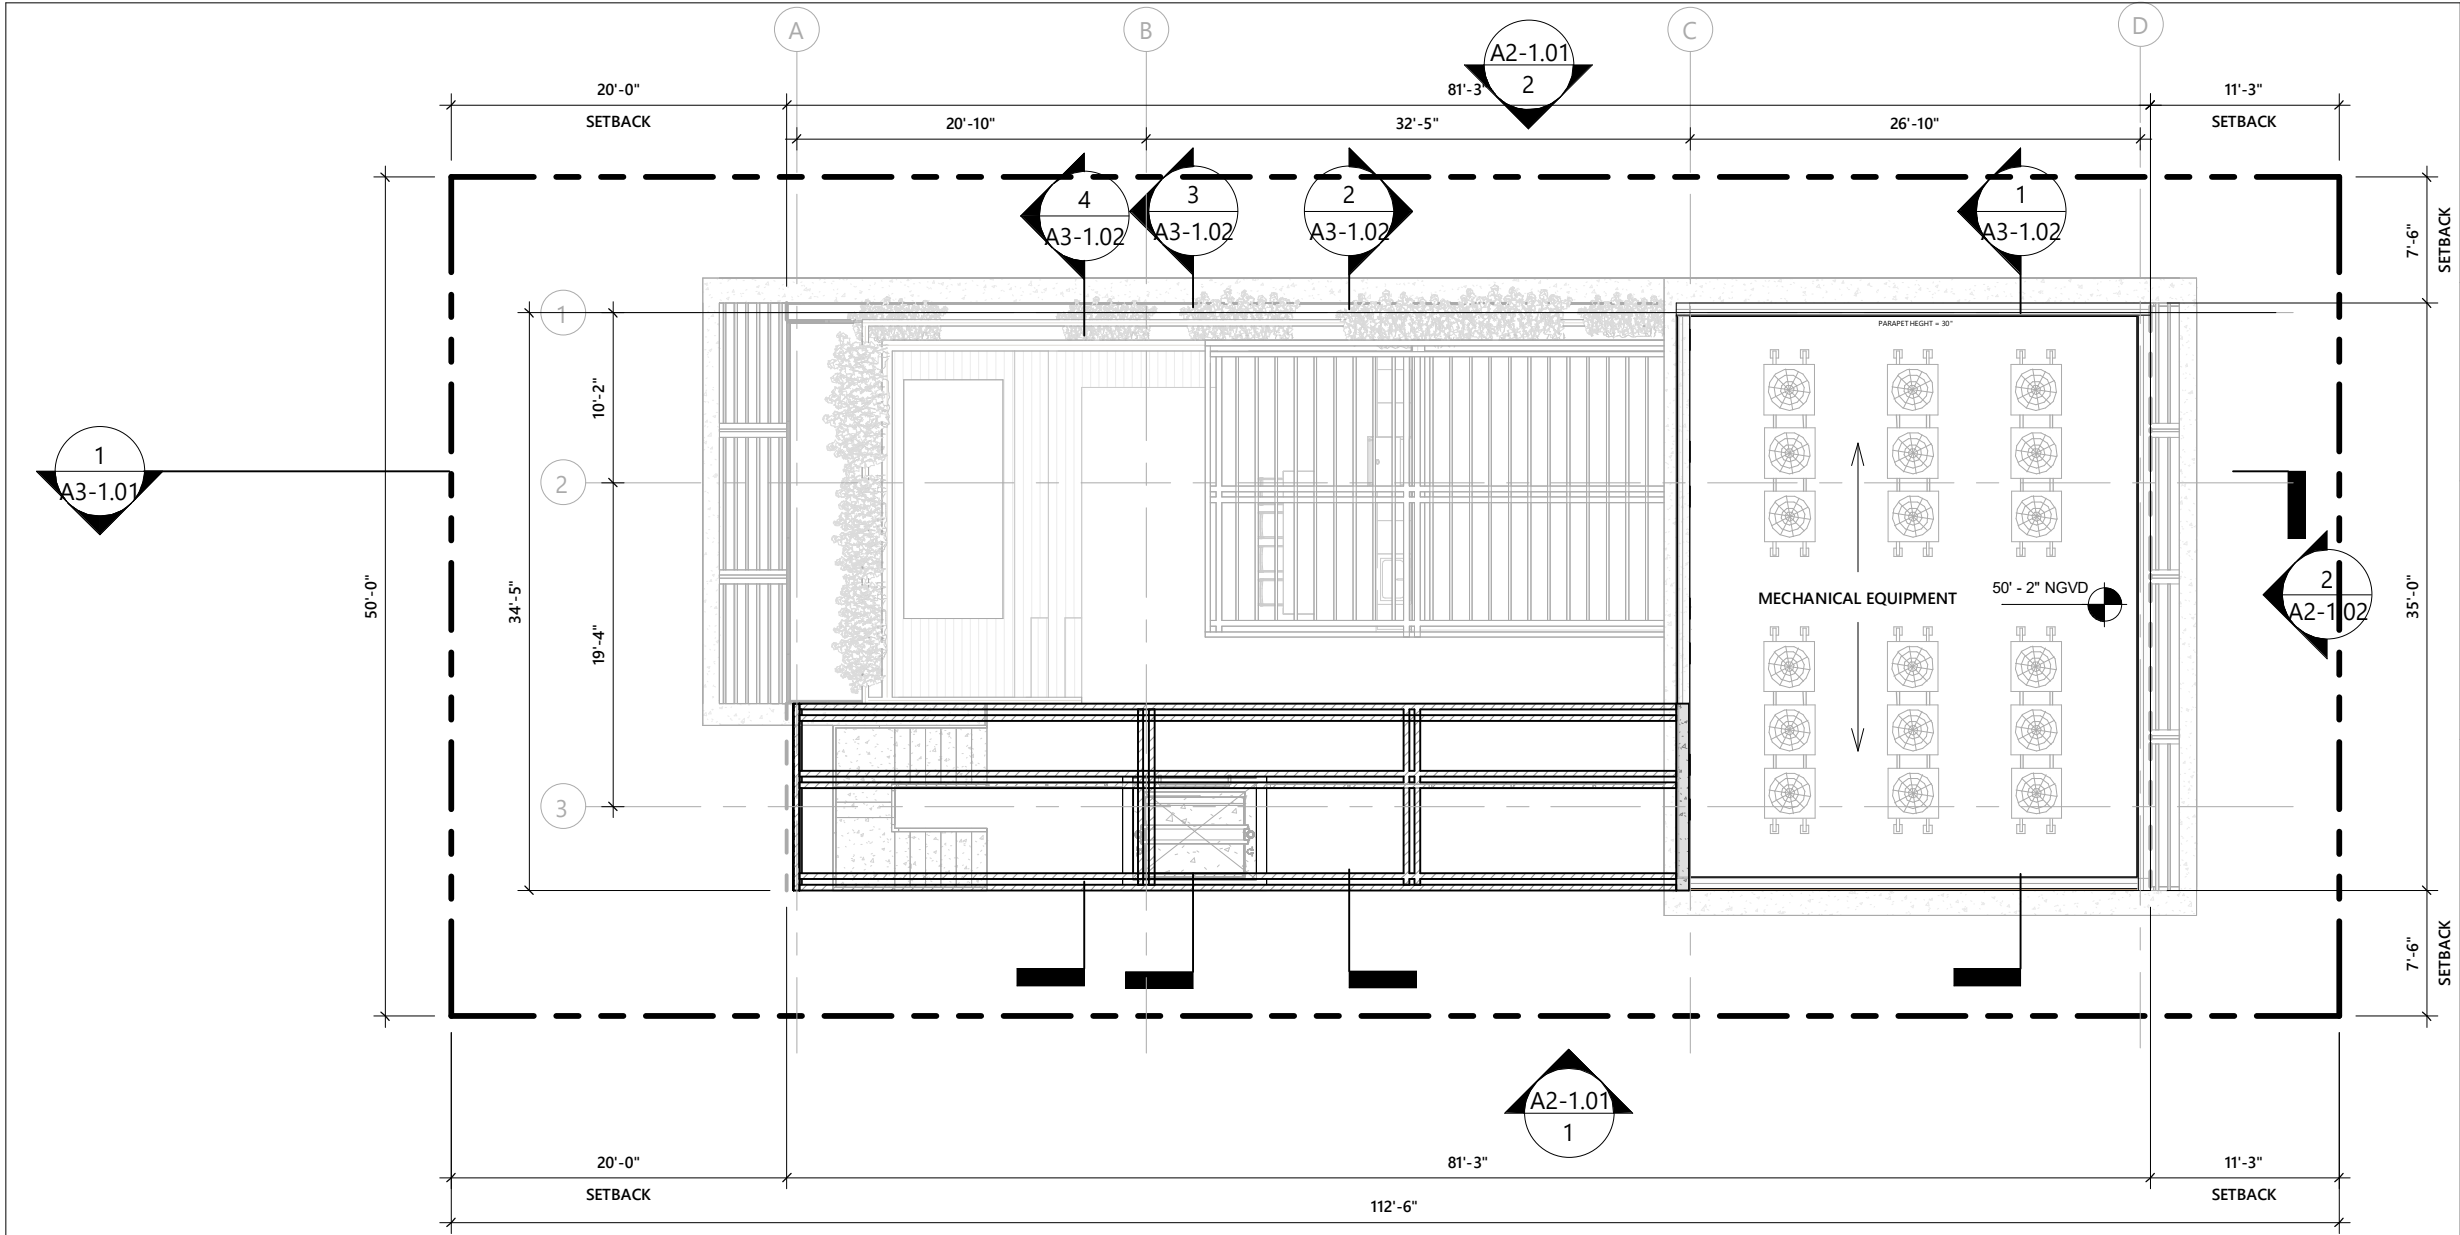 A
B
C
D
A2-1.01
2
20'-0"
81'-3"
11'-3"
SETBACK
20'-10"
32'-5"
26'-10"
SETBACK
4
A3-1.02
3
A3-1.02
2
A3-1.02
1
A3-1.02
7'-6"
SETBACK
1
PARAPET HEGHT = 30"
10'-2"
1
A3-1.01
2
50'-0"
34'-5"
19'-4"
MECHANICAL EQUIPMENT
50' - 2" NGVD
2
A2-1.02
35'-0"
3
7'-6"
SETBACK
A2-1.01
1
20'-0"
81'-3"
11'-3"
SETBACK
SETBACK
112'-6"